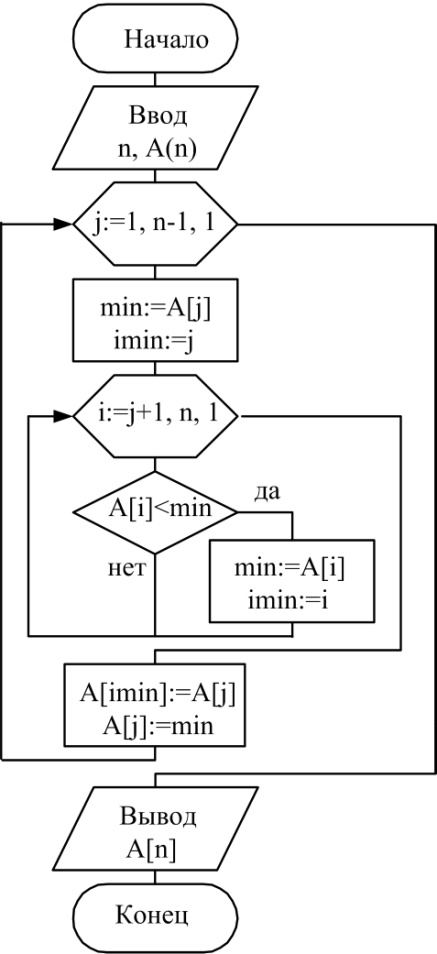 Начало
Ввод
n, A(n)
j:=1, n-1, 1
min:=A[j]
imin:=j
i:=j+1, n, 1
A[i]<min
да
нет
min:=A[i]
imin:=i
A[imin]:=A[j]
A[j]:=min
Вывод
A[n]
Конец